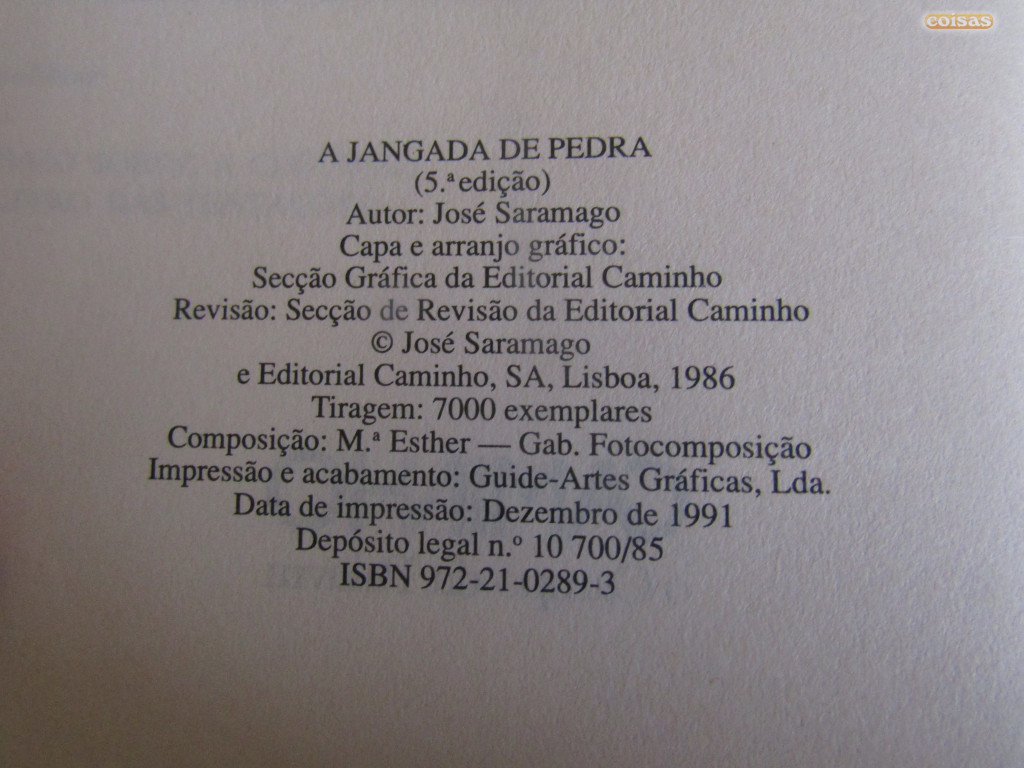 coisas
A JANGADA DE PEDRA
(5.ª edição)
Autor: José Saramago
Capa e arranjo gráfico:
Secção Gráfica da Editorial Caminho
Revisão: Secção de Revisão da Editorial Caminho
© José Saramago
e Editorial Caminho, SA, Lisboa, 1986
Tiragem: 7000 exemplares
Composição: M.ª Esther — Gab. Fotocomposição
Impressão e acabamento: Guide-Artes Gráficas, Lda.
Data de impressão: Dezembro de 1991
Depósito legal n.º 10 700/85
ISBN 972-21-0289-3